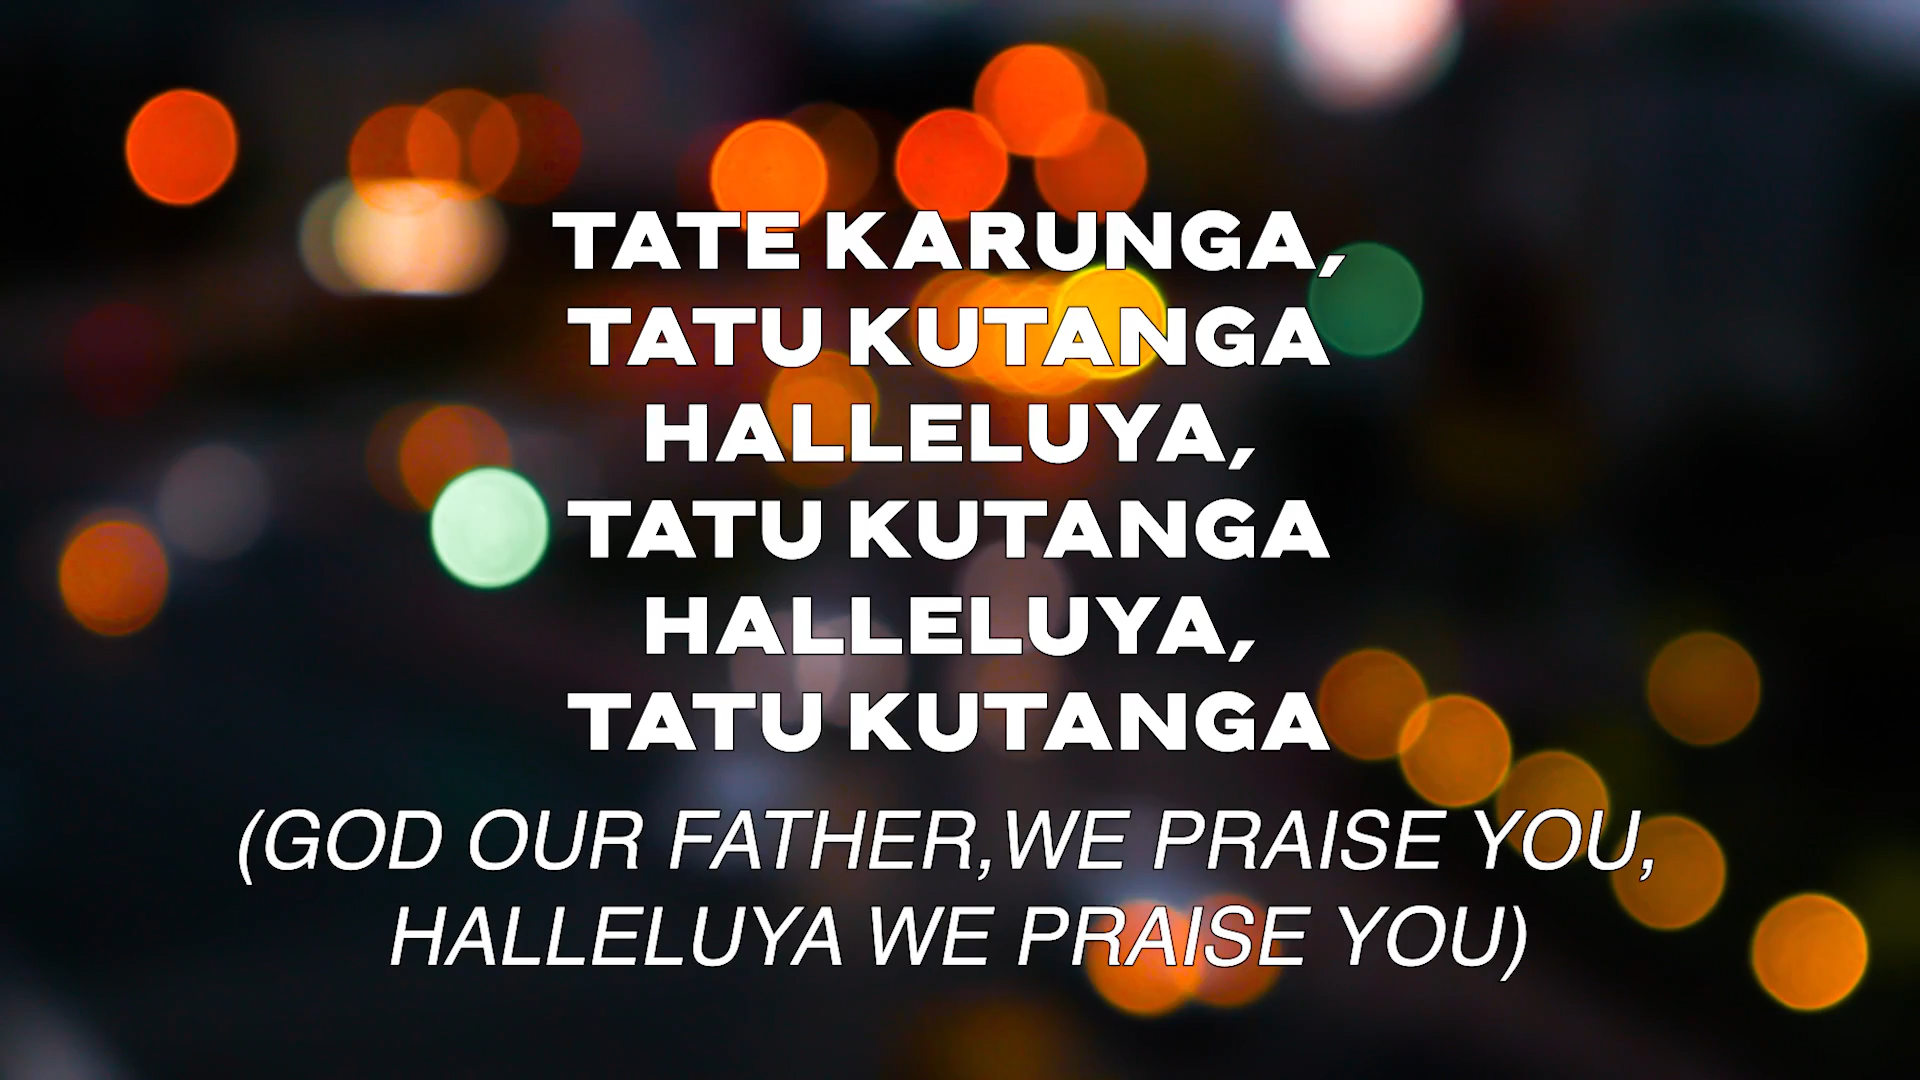 TATE KARUNGA,
TATU KUTANGA
HALLELUYA,
TATU KUTANGA
HALLELUYA,
TATU KUTANGA
(GOD OUR FATHER,WE PRAISE YOU,
HALLELUYA WE PRAISE YOU)